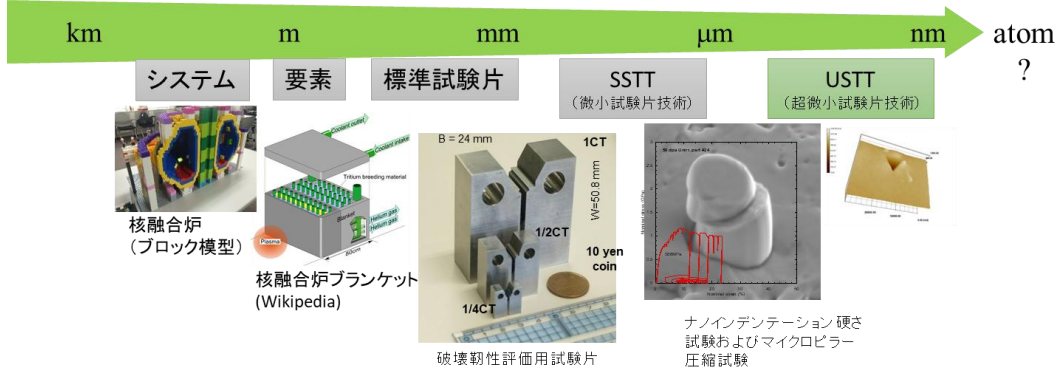 km m mm μm nm atom
?
システム 要素 標準試験片 SSTT
（微小試験片技術）
USTT
（超微小試験片技術）
核融合炉
（ブロック模型）
Coolant outlet
Coolant intake
Tritium breeding material
Blanket
Helium gas
Helium gas
Plasma
60cm
核融合炉ブランケット
(Wikipedia)
B = 24 mm
1CT
W=50.8 mm
1/2CT
10 yen
coin
1/4CT
破壊靭性評価用試験片
ナノインデンテーション硬さ
試験およびマイクロピラー
圧縮試験